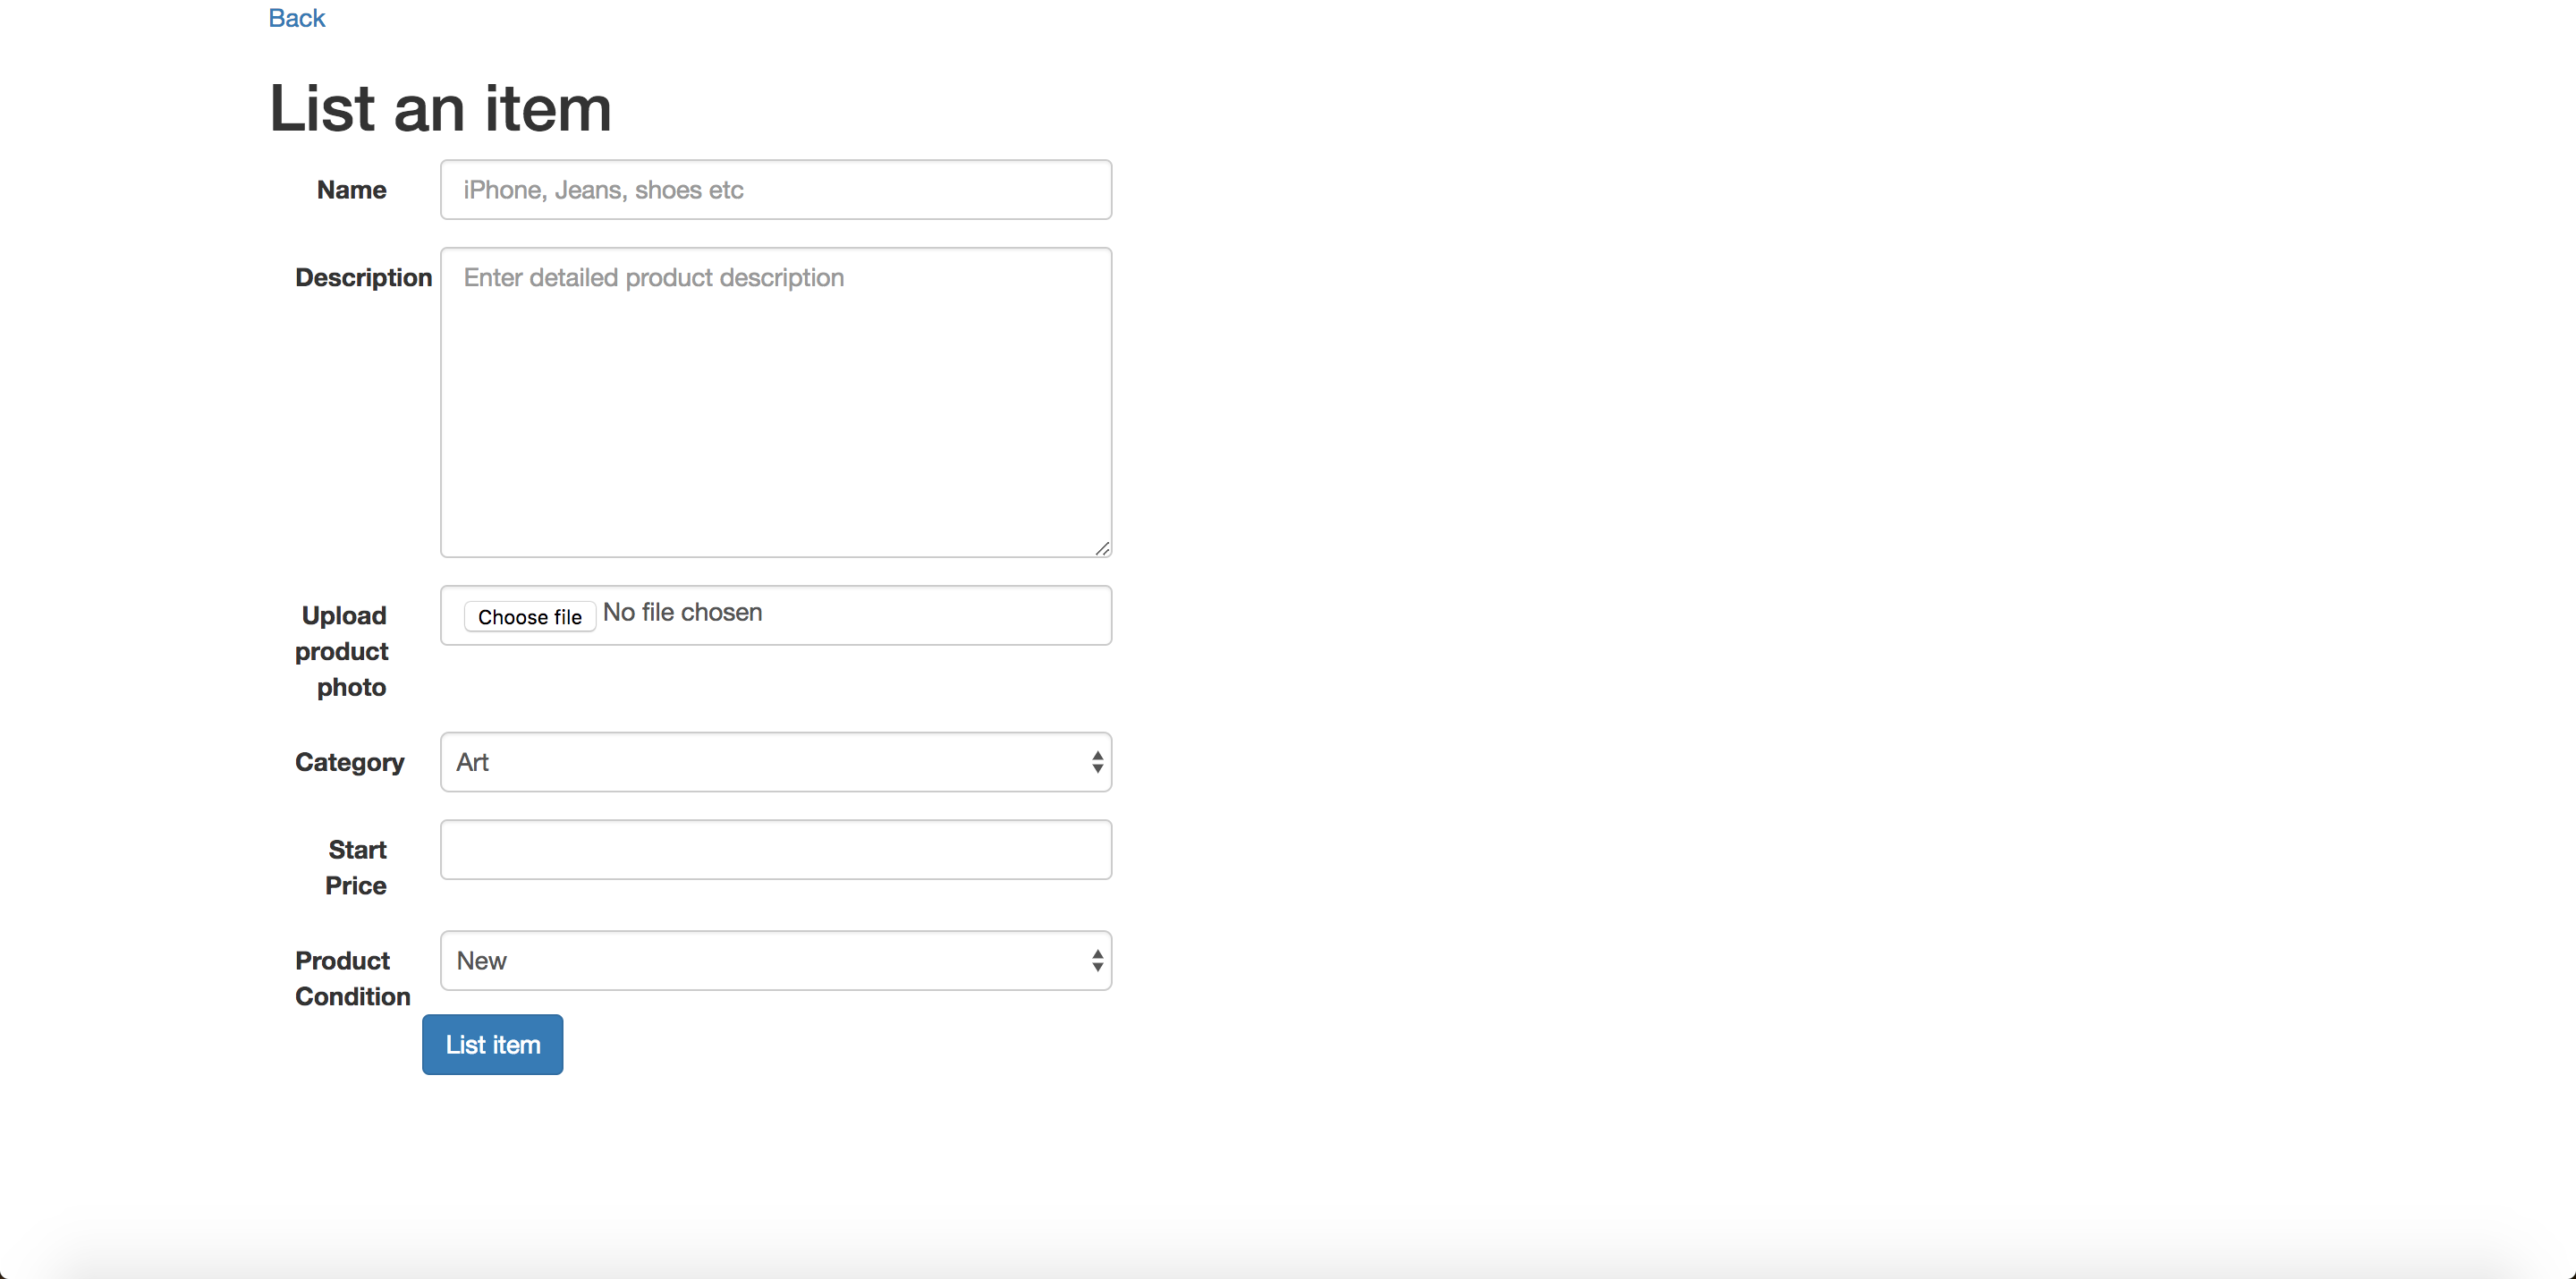 Back
List an item
Name
iPhone, Jeans, shoes etc
Description
Enter detailed product description
Upload
product
photo
Choose file No file chosen
Category
Art
Start
Price
Product
Condition
New
List item